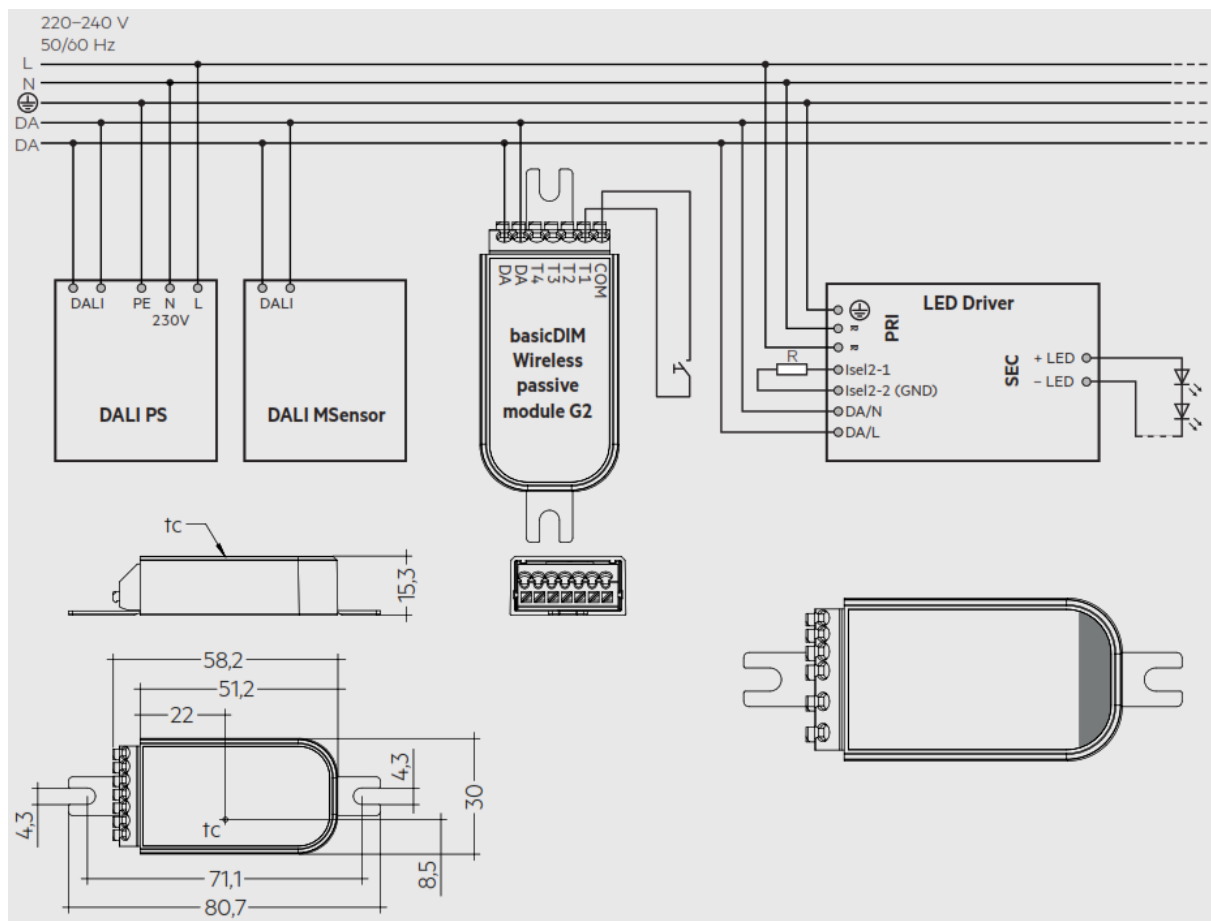 220–240 V
50/60 Hz
L
N
DA
DA
DALI PE N L
230V
DALI PS
DALI
DALI MSensor
DA
DA
T4
T3
T2
T1
COM
basicDIM
Wireless
passive
module G2
LED Driver
PRI
R
Isel2-1
Isel2-2 (GND)
DA/N
DA/L
SEC
+ LED
– LED
tc
15,3
58,2
51,2
22
4,3
4,3
30
tc
8,5
71,1
80,7